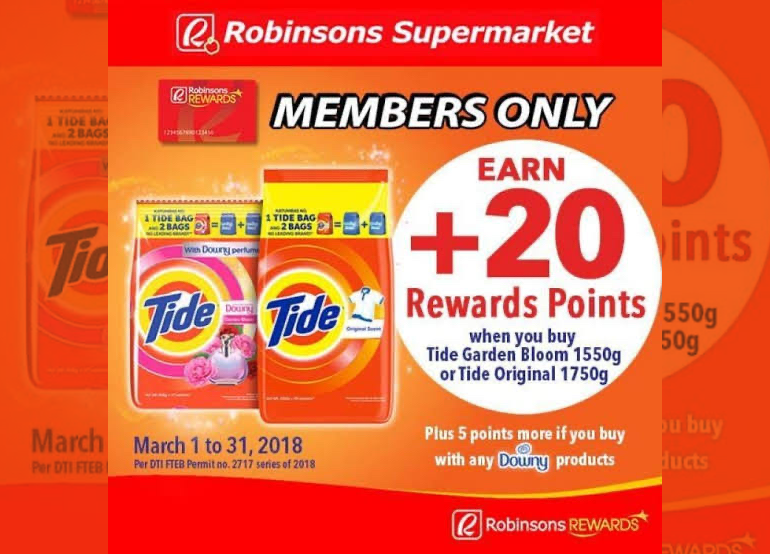 Robinsons Supermarket
Robinsons
REWARDS
MEMBERS ONLY
EARN
+20
Rewards Points
when you buy
Tide Garden Bloom 1550g
or Tide Original 1750g
1 TIDE BAG
AND 2 BAGS
With Downy perfume
Tide
Downy
1 TIDE BAG
AND 2 BAGS
Tide
Original Scent
Plus 5 points more if you buy
with any Downy products
March 1 to 31, 2018
Per DTI FTEB Permit no. 2717 series of 2018
Robinsons REWARDS